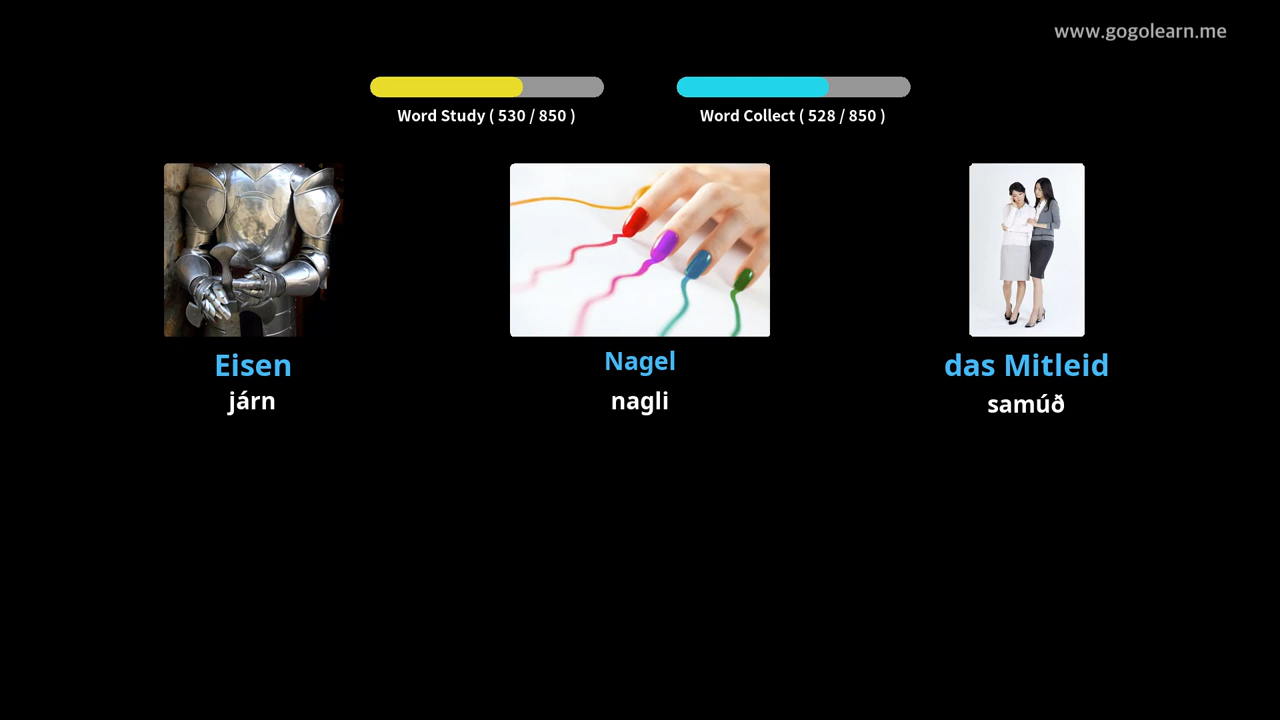 www.gogolearn.me
Word Study ( 530 / 850 )
Word Collect ( 528 / 850 )
Eisen
járn
Nagel
nagli
das Mitleid
samúð